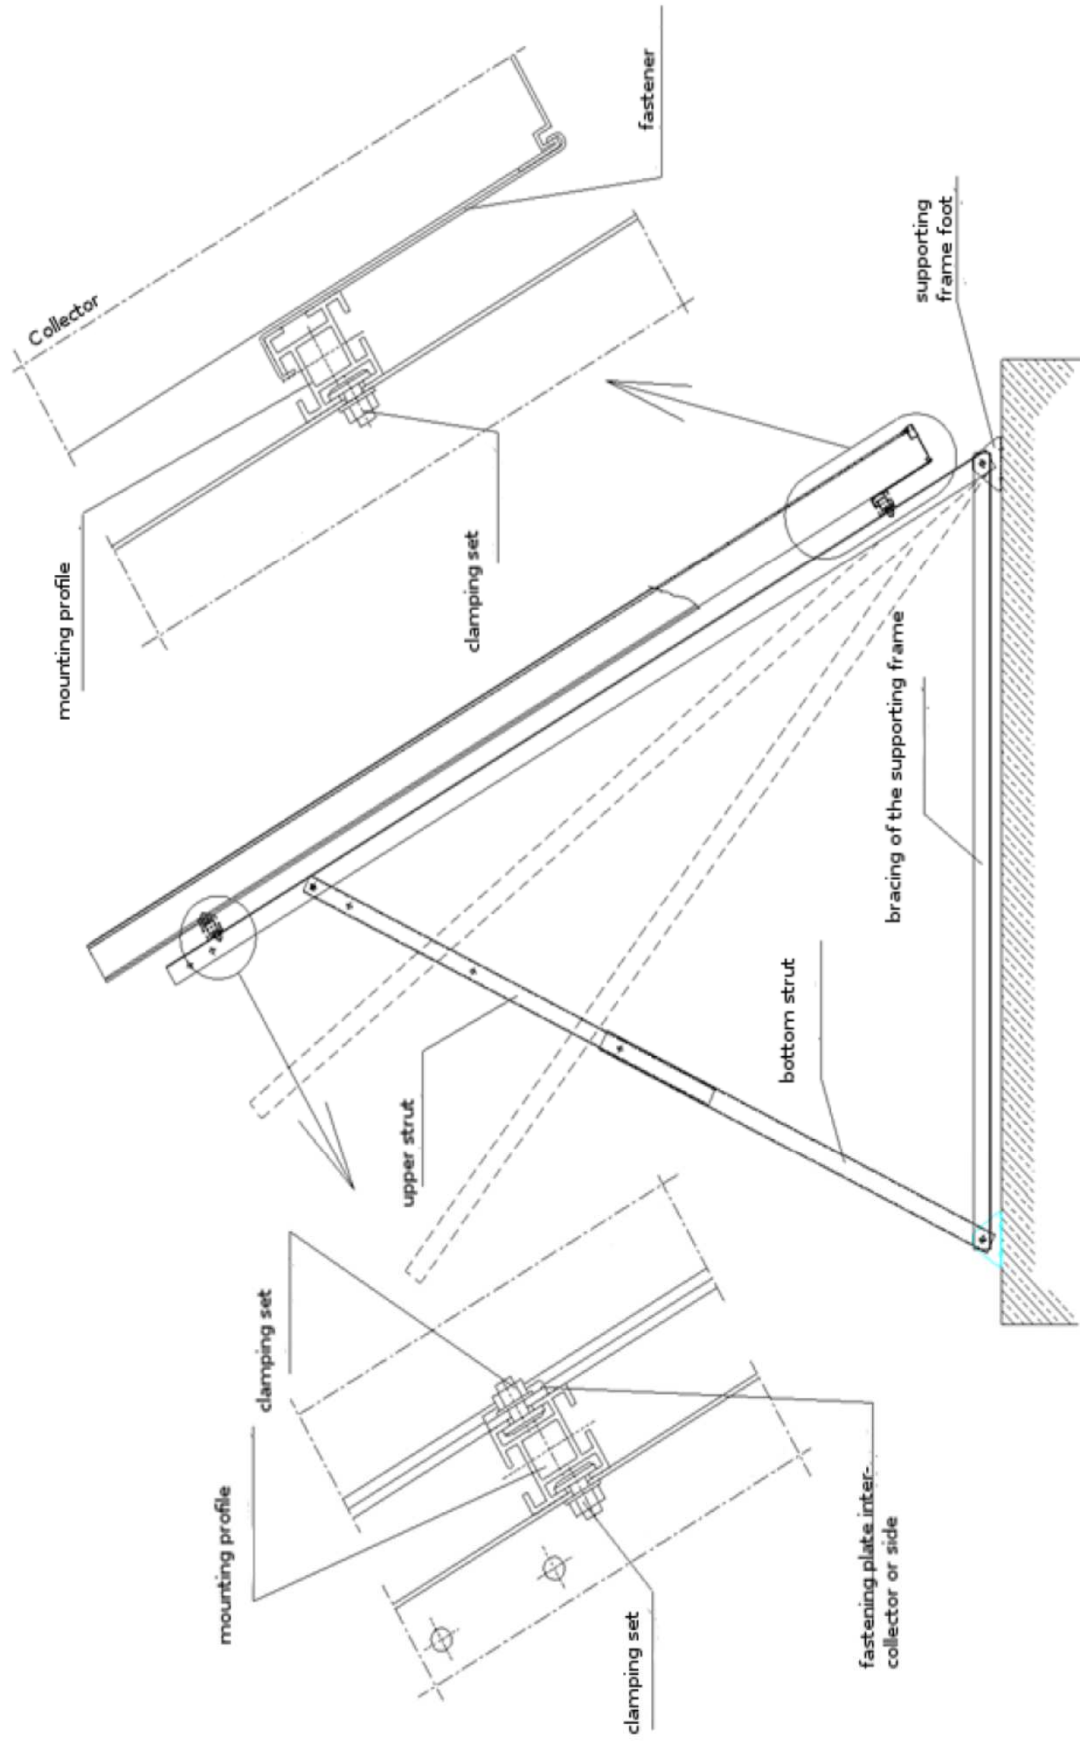 Collector
fastener
mounting profile
clamping set
supporting
frame foot
bracing of the supporting frame
bottom strut
upper strut
clamping set
mounting profile
clamping set
fastening plate inter-
collector or side